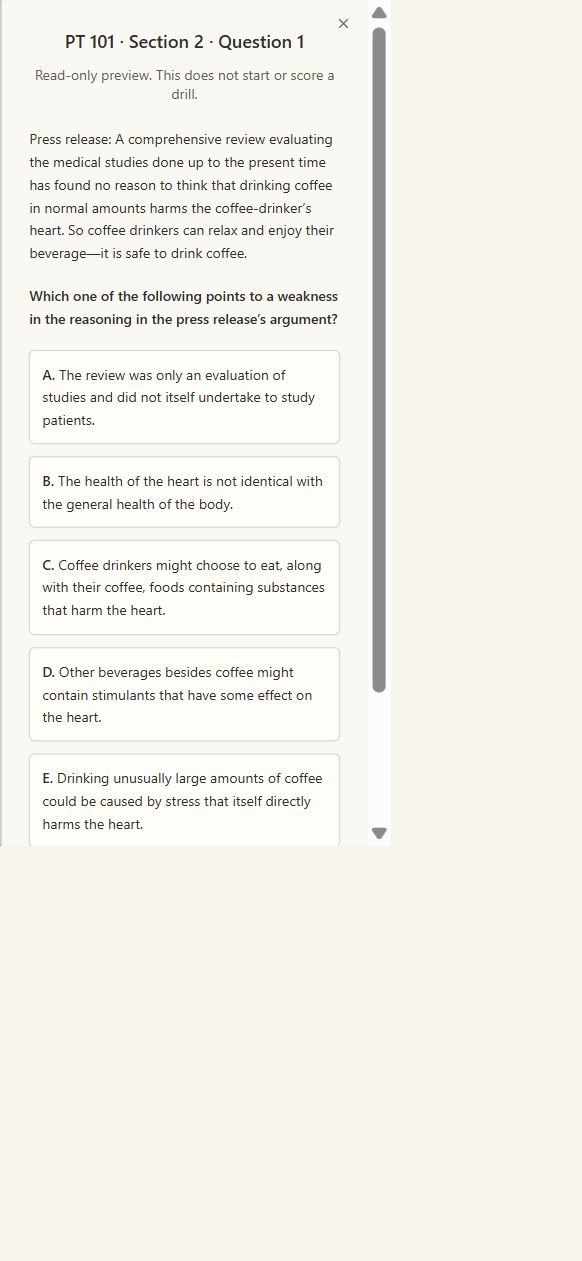 ×
PT 101 · Section 2 · Question 1
Read-only preview. This does not start or score a
drill.
Press release: A comprehensive review evaluating
the medical studies done up to the present time
has found no reason to think that drinking coffee
in normal amounts harms the coffee-drinker’s
heart. So coffee drinkers can relax and enjoy their
beverage—it is safe to drink coffee.
Which one of the following points to a weakness
in the reasoning in the press release’s argument?
A. The review was only an evaluation of
studies and did not itself undertake to study
patients.
B. The health of the heart is not identical with
the general health of the body.
C. Coffee drinkers might choose to eat, along
with their coffee, foods containing substances
that harm the heart.
D. Other beverages besides coffee might
contain stimulants that have some effect on
the heart.
E. Drinking unusually large amounts of coffee
could be caused by stress that itself directly
harms the heart.